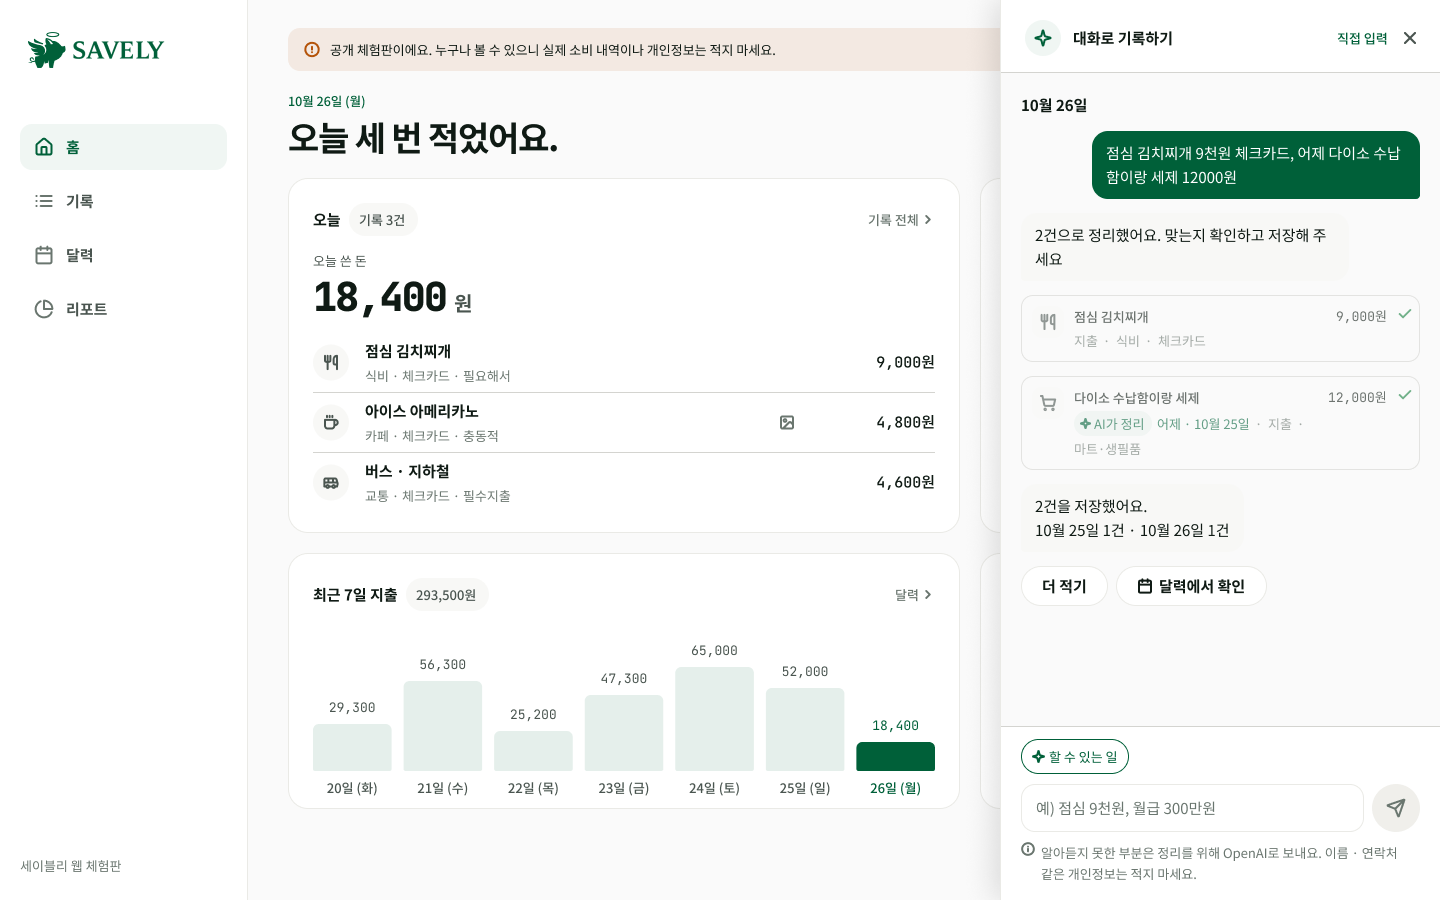 SAVELY
홈
기록
달력
리포트
세이블리 웹 체험판
공개 체험판이에요. 누구나 볼 수 있으니 실제 소비 내역이나 개인정보는 적지 마세요.
10월 26일 (월)
오늘 세 번 적었어요.
오늘 기록 3건 기록 전체
오늘 쓴 돈
18,400 원
점심 김치찌개
식비 · 체크카드 · 필요해서
9,000원
아이스 아메리카노
카페 · 체크카드 · 충동적
4,800원
버스 · 지하철
교통 · 체크카드 · 필수지출
4,600원
최근 7일 지출 293,500원 달력
29,300 56,300 25,200 47,300 65,000 52,000 18,400
20일 (화) 21일 (수) 22일 (목) 23일 (금) 24일 (토) 25일 (일) 26일 (월)
대화로 기록하기 직접 입력
10월 26일
점심 김치찌개 9천원 체크카드, 어제 다이소 수납
함이랑 세제 12000원
2건으로 정리했어요. 맞는지 확인하고 저장해 주
세요
점심 김치찌개 9,000원
지출 · 식비 · 체크카드
다이소 수납함이랑 세제 12,000원
AI가 정리 어제 · 10월 25일 · 지출 ·
마트·생필품
2건을 저장했어요.
10월 25일 1건 · 10월 26일 1건
더 적기 달력에서 확인
할 수 있는 일
예) 점심 9천원, 월급 300만원
알아듣지 못한 부분은 정리를 위해 OpenAI로 보내요. 이름 · 연락처
같은 개인정보는 적지 마세요.